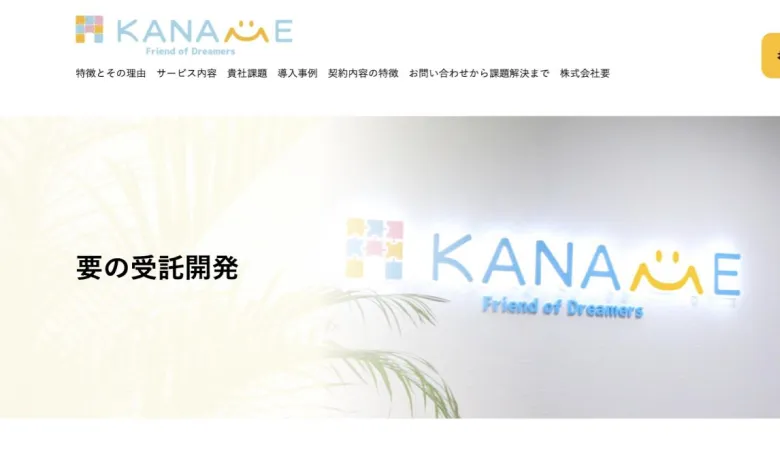 KANAME
Friend of Dreamers
特徴とその理由 サービス内容 貴社課題 導入事例 契約内容の特徴 お問い合わせから課題解決まで 株式会社要
要の受託開発
KANAME
Friend of Dreamers